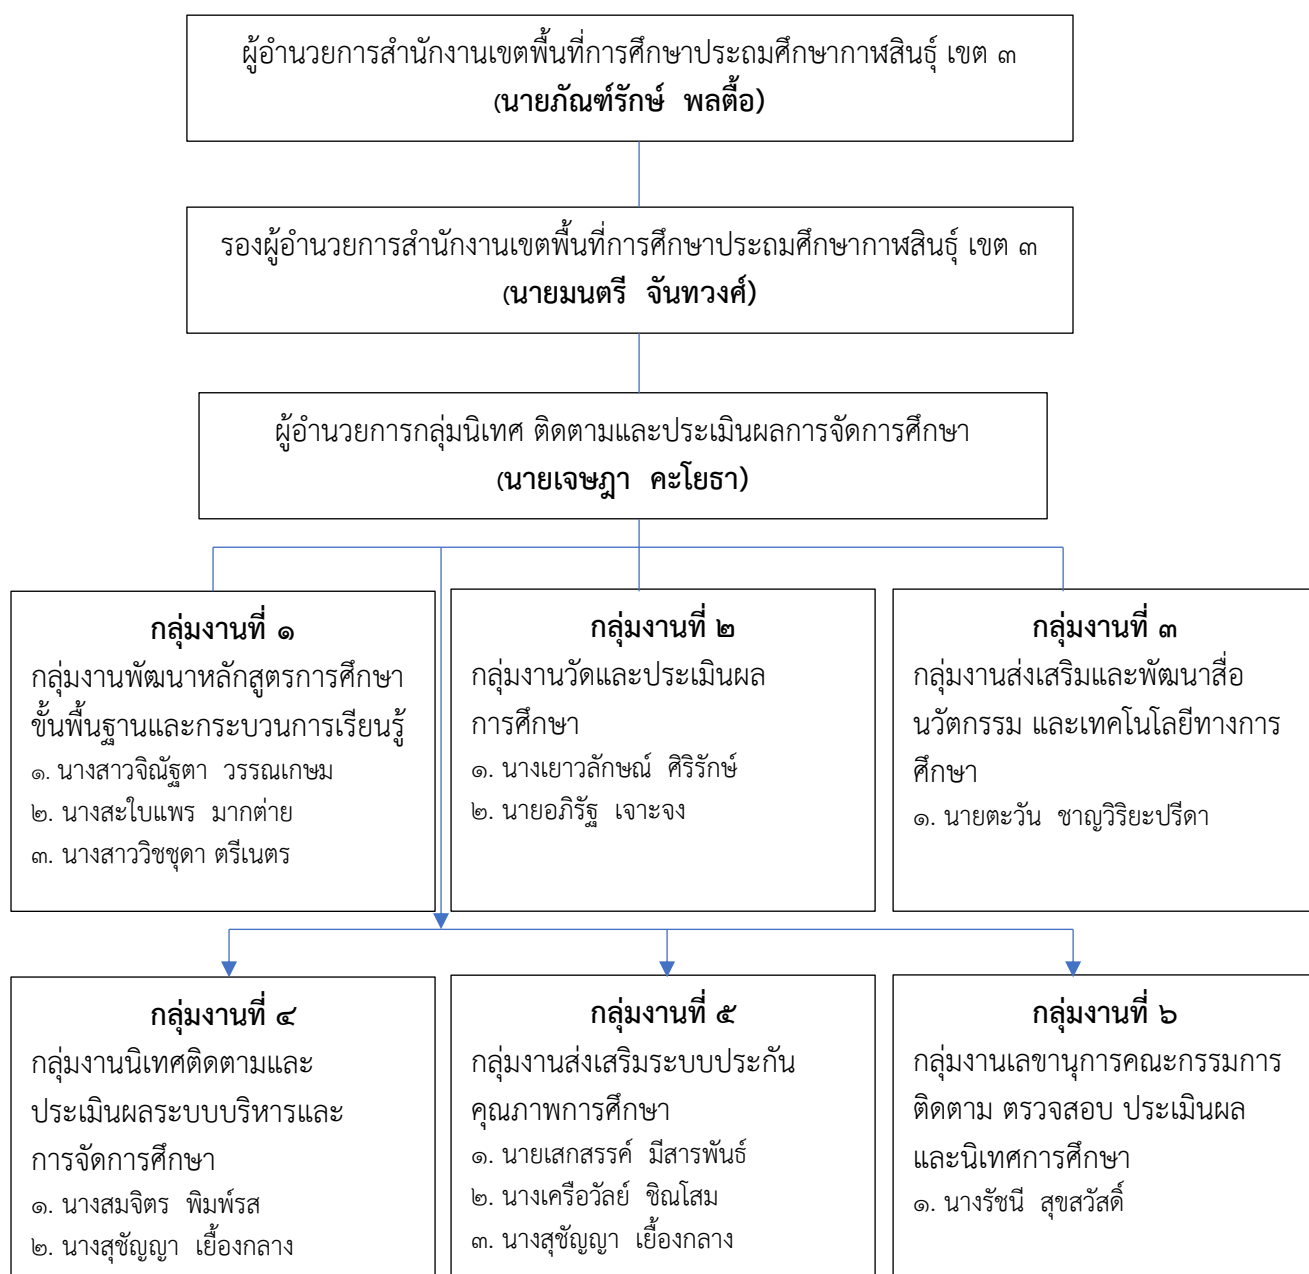 ผู้อำนวยการสำนักงานเขตพื้นที่การศึกษาประถมศึกษากาฬสินธุ์ เขต ๓
(นายภัณฑ์รักษ์ พลตื้อ)
รองผู้อำนวยการสำนักงานเขตพื้นที่การศึกษาประถมศึกษากาฬสินธุ์ เขต ๓
(นายมนตรี จันทวงศ์)
ผู้อำนวยการกลุ่มนิเทศ ติดตามและประเมินผลการจัดการศึกษา
(นายเจษฎา คะโยธา)
กลุ่มงานที่ ๑
กลุ่มงานพัฒนาหลักสูตรการศึกษา
ขั้นพื้นฐานและกระบวนการเรียนรู้
๑. นางสาวจิณัฐตา วรรณเกษม
๒. นางสะใบแพร มากต่าย
๓. นางสาววิชชุดา ตรีเนตร
กลุ่มงานที่ ๒
กลุ่มงานวัดและประเมินผล
การศึกษา
๑. นางเยาวลักษณ์ ศิริรักษ์
๒. นายอภิรัฐ เจาะจง
กลุ่มงานที่ ๓
กลุ่มงานส่งเสริมและพัฒนาสื่อ
นวัตกรรม และเทคโนโลยีทางการ
ศึกษา
๑. นายตะวัน ชาญวิริยะปรีดา
กลุ่มงานที่ ๔
กลุ่มงานนิเทศติดตามและ
ประเมินผลระบบบริหารและ
การจัดการศึกษา
๑. นางสมจิตร พิมพ์รส
๒. นางสุชัญญา เยื้องกลาง
กลุ่มงานที่ ๕
กลุ่มงานส่งเสริมระบบประกัน
คุณภาพการศึกษา
๑. นายเสกสรรค์ มีสารพันธ์
๒. นางเครือวัลย์ ชิณโสม
๓. นางสุชัญญา เยื้องกลาง
กลุ่มงานที่ ๖
กลุ่มงานเลขานุการคณะกรรมการ
ติดตาม ตรวจสอบ ประเมินผล
และนิเทศการศึกษา
๑. นางรัชนี สุขสวัสดิ์